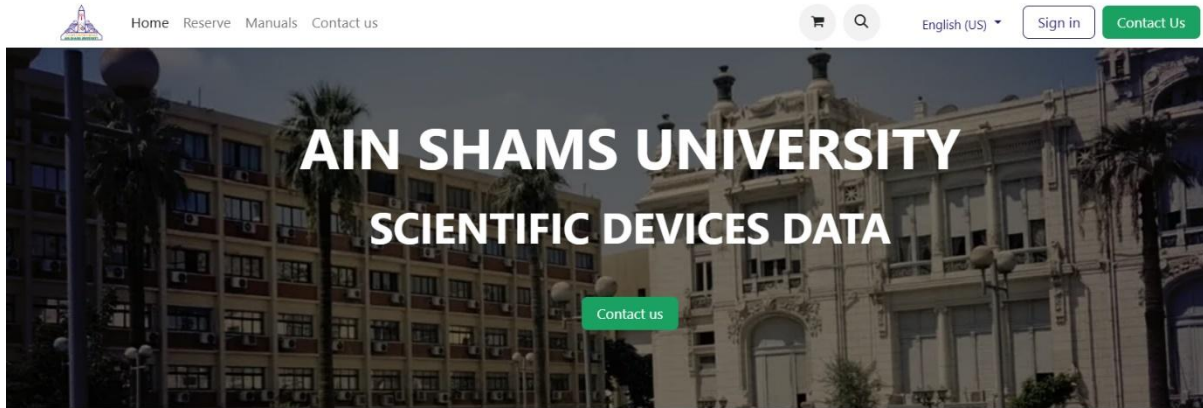 Home Reserve Manuals Contact us English (US) Sign in Contact Us
AIN SHAMS UNIVERSITY
SCIENTIFIC DEVICES DATA
Contact us